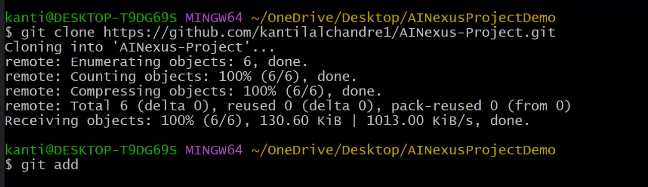 kanti@DESKTOP-T9DG69S MINGW64 ~/OneDrive/Desktop/AINexusProjectDemo
$ git clone https://github.com/kantilalchandre1/AINexus-Project.git
Cloning into 'AINexus-Project'...
remote: Enumerating objects: 6, done.
remote: Counting objects: 100% (6/6), done.
remote: Compressing objects: 100% (6/6), done.
remote: Total 6 (delta 0), reused 0 (delta 0), pack-reused 0 (from 0)
Receiving objects: 100% (6/6), 130.60 KiB | 1013.00 KiB/s, done.
kanti@DESKTOP-T9DG69S MINGW64 ~/OneDrive/Desktop/AINexusProjectDemo
$ git add